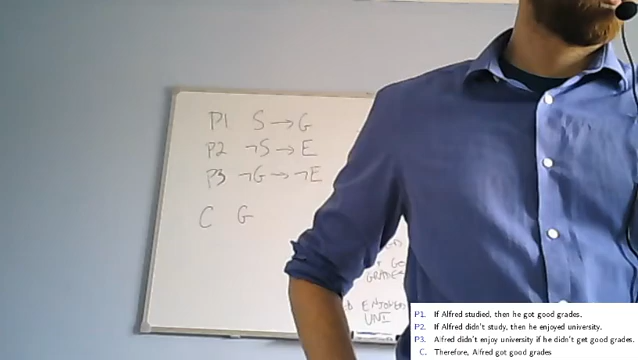 P1 S → G
P2 ¬S → E
P3 ¬G → ¬E
C G
GRADES
ENJOYED
UNI
P1. If Alfred studied, then he got good grades.
P2. If Alfred didn't study, then he enjoyed university.
P3. Alfred didn't enjoy university if he didn't get good grades.
C. Therefore, Alfred got good grades